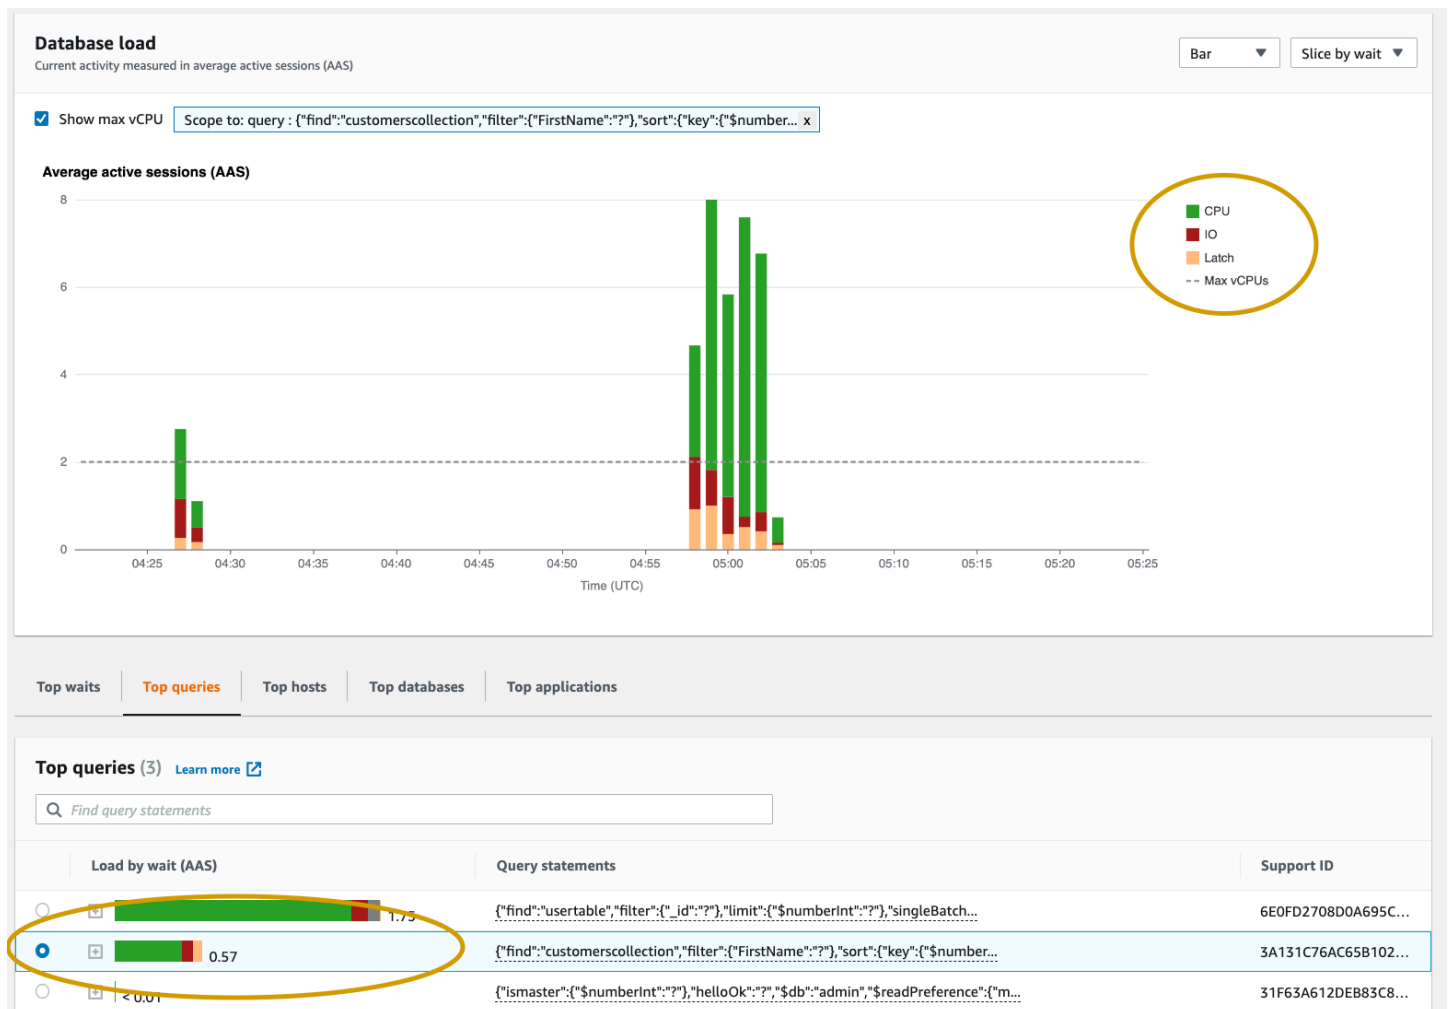 Database load
Current activity measured in average active sessions (AAS)
Bar
Slice by wait
Show max vCPU
Scope to: query : {"find":"customerscollection","filter":{"FirstName":"?"},"sort":{"key":{"$number... x
Average active sessions (AAS)
8
6
4
2
0
CPU
IO
Latch
Max vCPUs
04:25 04:30 04:35 04:40 04:45 04:50 04:55 05:00 05:05 05:10 05:15 05:20 05:25
Time (UTC)
Top waits Top queries Top hosts Top databases Top applications
Top queries (3) Learn more
Find query statements
Load by wait (AAS) Query statements Support ID
1.75 {"find":"usertable","filter":{"_id":"?"},"limit":{"$numberInt":"?"},"singleBatch... 6E0FD2708D0A695C...
0.57 {"find":"customerscollection","filter":{"FirstName":"?"},"sort":{"key":{"$number... 3A131C76AC65B102...
< 0.01 {"ismaster":{"$numberInt":"?"},"helloOk":"?","$db":"admin","$readPreference":{"m... 31F63A612DEB83C8...